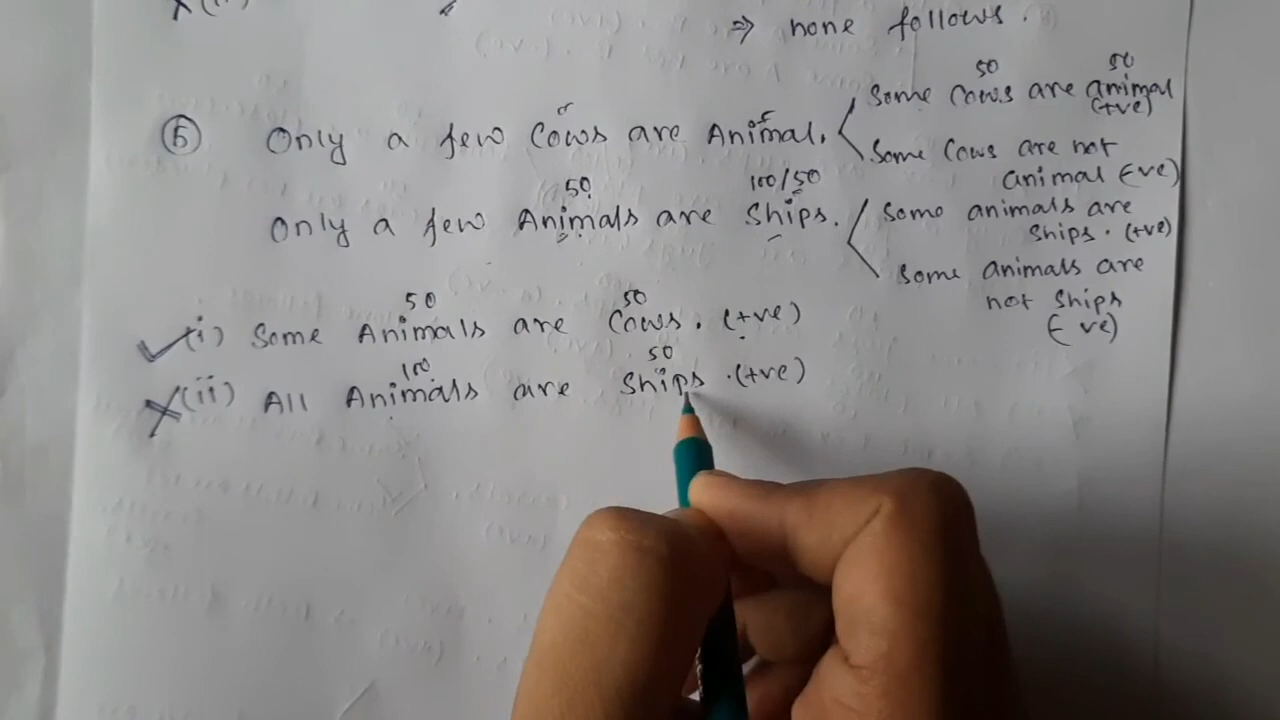 ⇒ none follows.
50 50
Some Cows are animal
(+ve)
⑤ Only a few Cows are Animal.
Some Cows are not
animal (-ve)
50 100/50
Only a few Animals are Ships.
Some animals are
Ships. (+ve)
Some animals are
not Ships
(-ve)
50 50
(i) Some Animals are Cows. (+ve)
100 50
(ii) All Animals are Ships. (+ve)